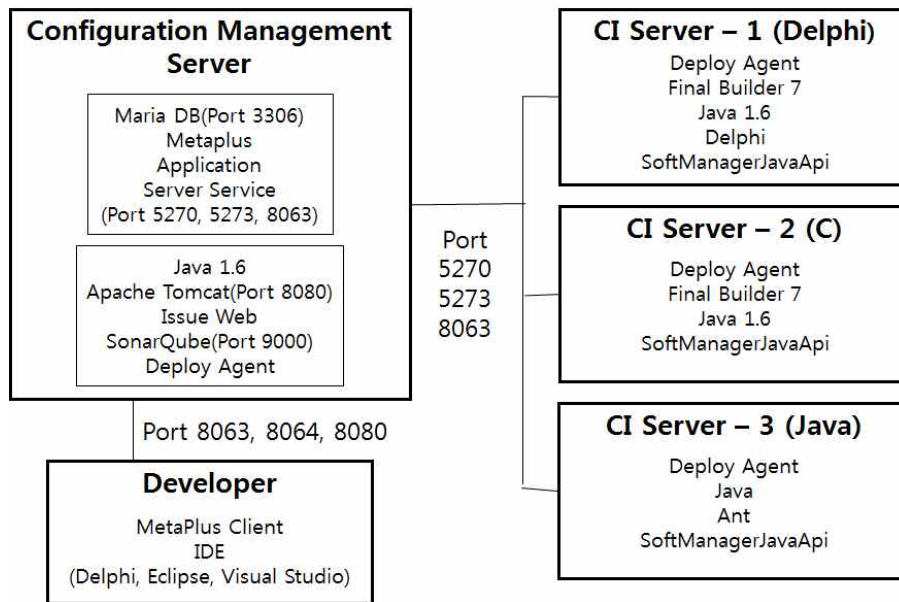 Configuration Management
Server
Maria DB(Port 3306)
Metaplus
Application
Server Service
(Port 5270, 5273, 8063)
Java 1.6
Apache Tomcat(Port 8080)
Issue Web
SonarQube(Port 9000)
Deploy Agent
Port 8063, 8064, 8080
Developer
MetaPlus Client
IDE
(Delphi, Eclipse, Visual Studio)
Port
5270
5273
8063
CI Server – 1 (Delphi)
Deploy Agent
Final Builder 7
Java 1.6
Delphi
SoftManagerJavaApi
CI Server – 2 (C)
Deploy Agent
Final Builder 7
Java 1.6
SoftManagerJavaApi
CI Server – 3 (Java)
Deploy Agent
Java
Ant
SoftManagerJavaApi